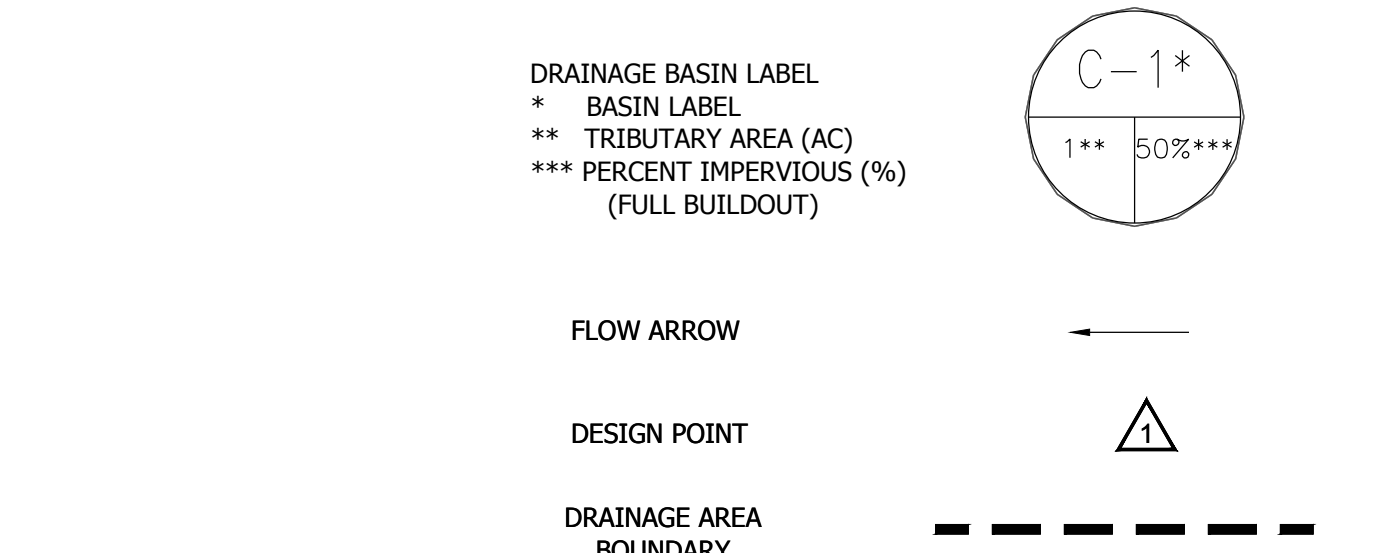 DRAINAGE BASIN LABEL
* BASIN LABEL
** TRIBUTARY AREA (AC)
*** PERCENT IMPERVIOUS (%)
(FULL BUILDOUT)
C-1*
1** 50%***
FLOW ARROW
DESIGN POINT
1
DRAINAGE AREA
BOUNDARY